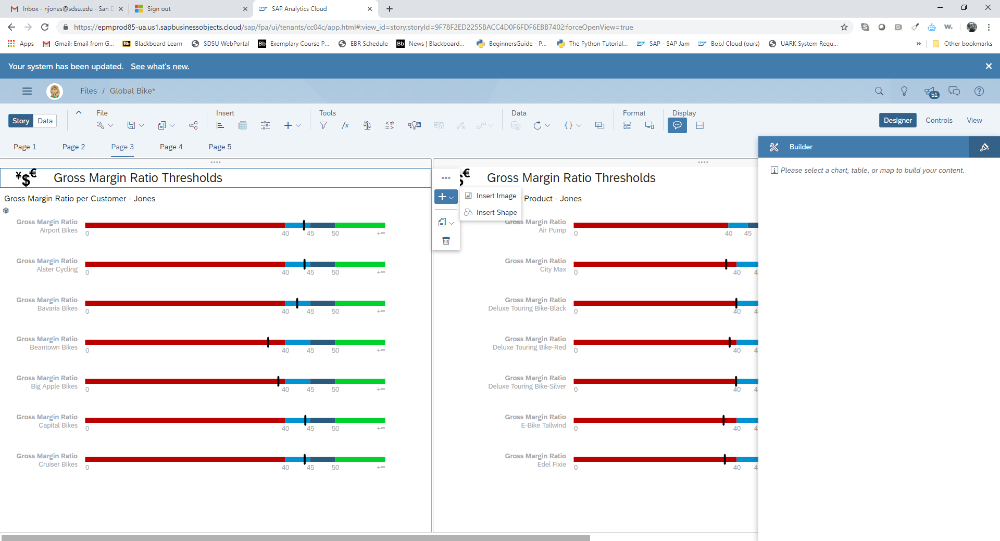 Inbox - njones@sdsu.edu - San D
Sign out
SAP Analytics Cloud
https://epmprod85-ua.us1.sapbusinessobjects.cloud/sap/fpa/ui/tenants/cc04c/app.html#;view_id=story;storyId=9F78F2ED2255BACC4D0F6FDF6EBB7402;forceOpenView=true
Apps
Gmail: Email from G...
Blackboard Learn
SDSU WebPortal
Exemplary Course P...
EBR Schedule
News | Blackboard...
BeginnersGuide - P...
The Python Tutorial...
SAP - SAP Jam
BobJ Cloud (ours)
UARK System Requ...
Other bookmarks
Your system has been updated. See what's new.
Files / Global Bike*
51
Story Data
File
Insert
Tools
Data
Format
Display
Designer
Controls
View
Page 1
Page 2
Page 3
Page 4
Page 5
Builder
Please select a chart, table, or map to build your content.
¥$€ Gross Margin Ratio Thresholds
Gross Margin Ratio per Customer - Jones
Gross Margin Ratio
Airport Bikes
0 40 45 50 +∞
Gross Margin Ratio
Alster Cycling
0 40 45 50 +∞
Gross Margin Ratio
Bavaria Bikes
0 40 45 50 +∞
Gross Margin Ratio
Beantown Bikes
0 40 45 50 +∞
Gross Margin Ratio
Big Apple Bikes
0 40 45 50 +∞
Gross Margin Ratio
Capital Bikes
0 40 45 50 +∞
Gross Margin Ratio
Cruiser Bikes
0 40 45 50 +∞
Insert Image
Insert Shape
$€ Gross Margin Ratio Thresholds
Product - Jones
Gross Margin Ratio
Air Pump
0 40 45
Gross Margin Ratio
City Max
0 40 4
Gross Margin Ratio
Deluxe Touring Bike-Black
0 40 4
Gross Margin Ratio
Deluxe Touring Bike-Red
0 40 4
Gross Margin Ratio
Deluxe Touring Bike-Silver
0 40 4
Gross Margin Ratio
E-Bike Tailwind
0 40 4
Gross Margin Ratio
Edel Fixie
0 40 4